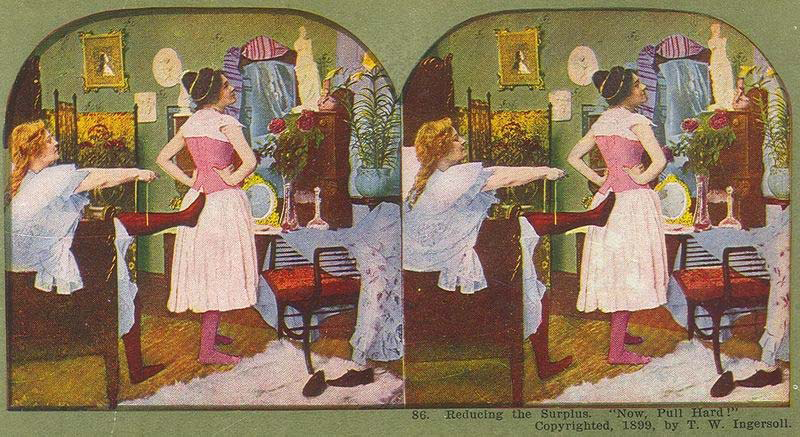 86. Reducing the Surplus. "Now, Pull Hard!"
Copyrighted, 1899, by T. W. Ingersoll.